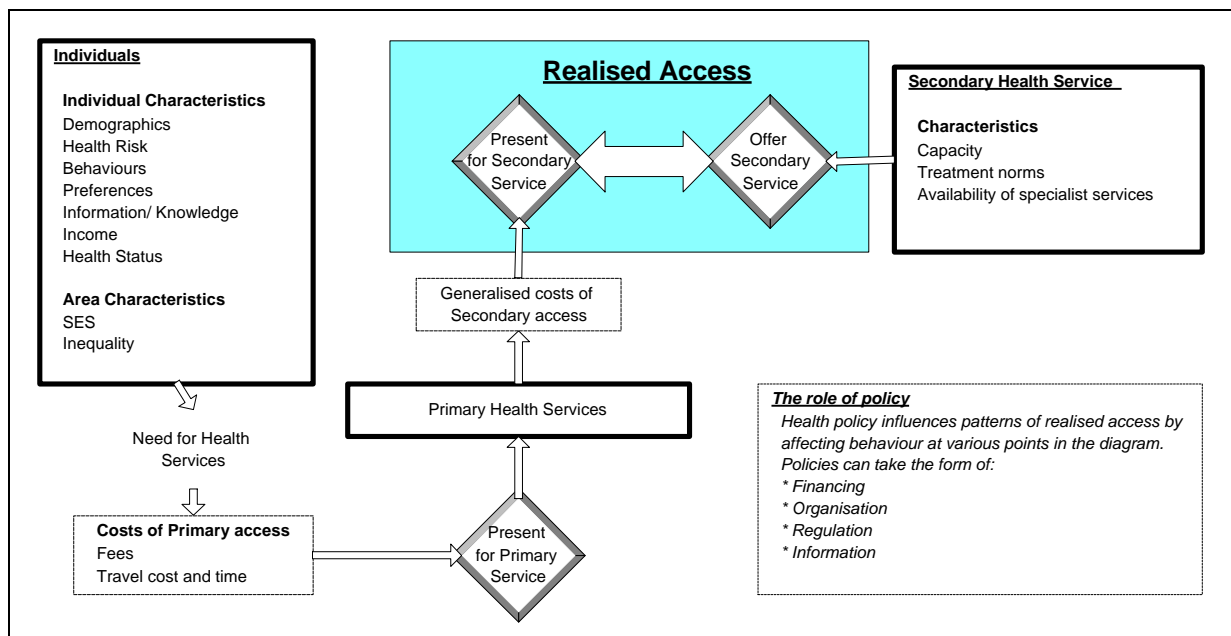 Individuals
Individual Characteristics
Demographics
Health Risk
Behaviours
Preferences
Information/ Knowledge
Income
Health Status
Area Characteristics
SES
Inequality
Need for Health
Services
Costs of Primary access
Fees
Travel cost and time
Present
for Primary
Service
Primary Health Services
Generalised costs of
Secondary access
Realised Access
Present
for Secondary
Service
Offer
Secondary
Service
Secondary Health Service
Characteristics
Capacity
Treatment norms
Availability of specialist services
The role of policy
Health policy influences patterns of realised access by
affecting behaviour at various points in the diagram.
Policies can take the form of:
* Financing
* Organisation
* Regulation
* Information